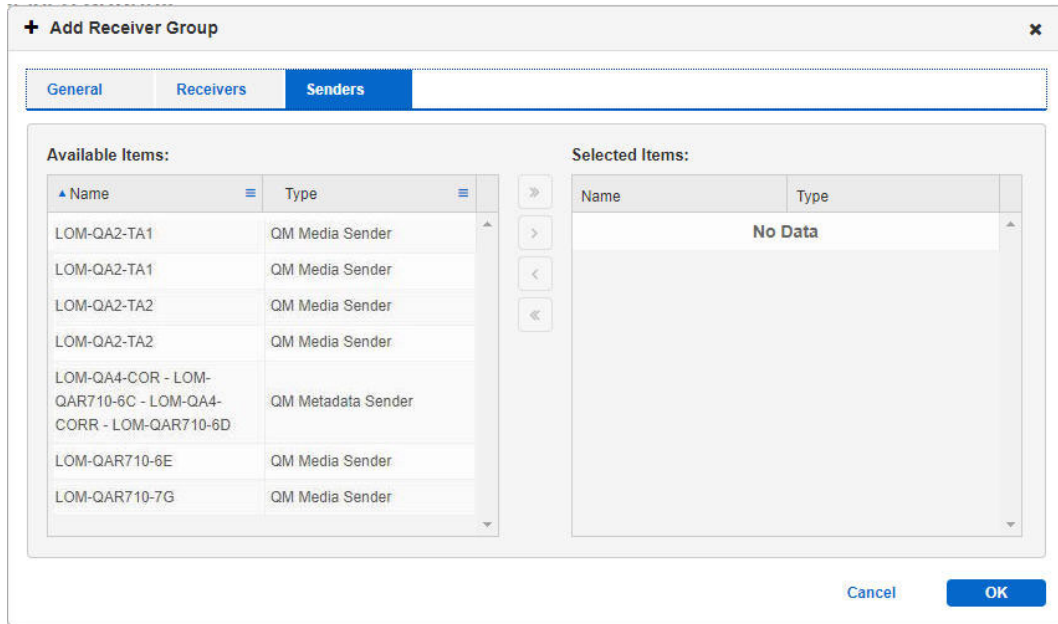 Add Receiver Group
General Receivers Senders
Available Items: Selected Items:
Name Type Name Type
LOM-QA2-TA1 QM Media Sender No Data
LOM-QA2-TA1 QM Media Sender
LOM-QA2-TA2 QM Media Sender
LOM-QA2-TA2 QM Media Sender
LOM-QA4-COR - LOM-
QAR710-6C - LOM-QA4- QM Metadata Sender
CORR - LOM-QAR710-6D
LOM-QAR710-6E QM Media Sender
LOM-QAR710-7G QM Media Sender
Cancel OK